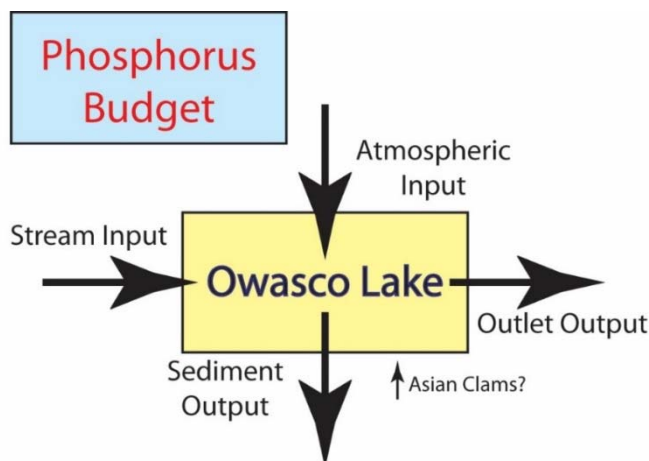 Phosphorus
Budget
Atmospheric
Input
Stream Input
Owasco Lake
Outlet Output
Sediment
Output
Asian Clams?